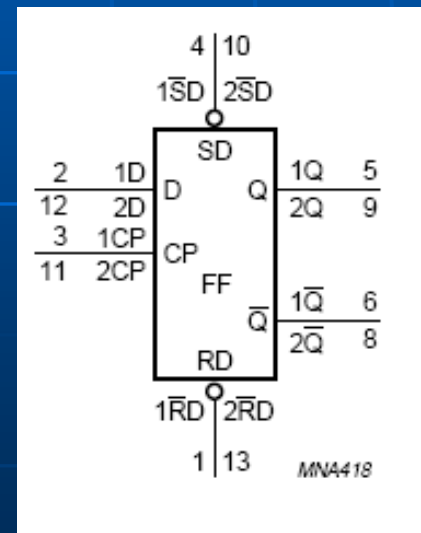 4 10
1S̅D 2S̅D
SD
2 1D D Q 1Q 5
12 2D 2Q 9
3 1CP CP
11 2CP
FF
Q̅ 1Q̅ 6
2Q̅ 8
RD
1R̅D 2R̅D
1 13 MNA418